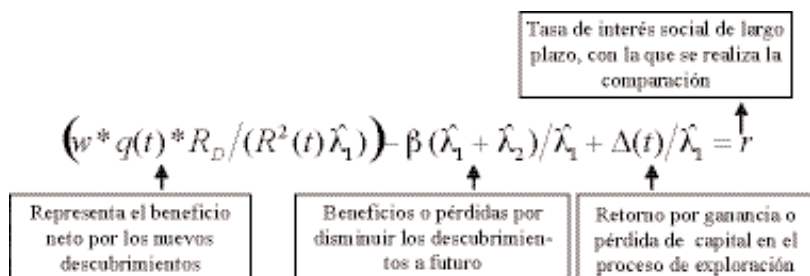 Tasa de interés social de largo
plazo, con la que se realiza la
comparación
(w * q(t) * R_D/(R²(t)λ̂₁)) – β (λ̂₁ + λ̂₂)/λ̂₁ + Δ(t)/λ̂₁ = r
Representa el beneficio
neto por los nuevos
descubrimientos
Beneficios o pérdidas por
disminuir los descubrimien-
tos a futuro
Retorno por ganancia o
pérdida de capital en el
proceso de exploración